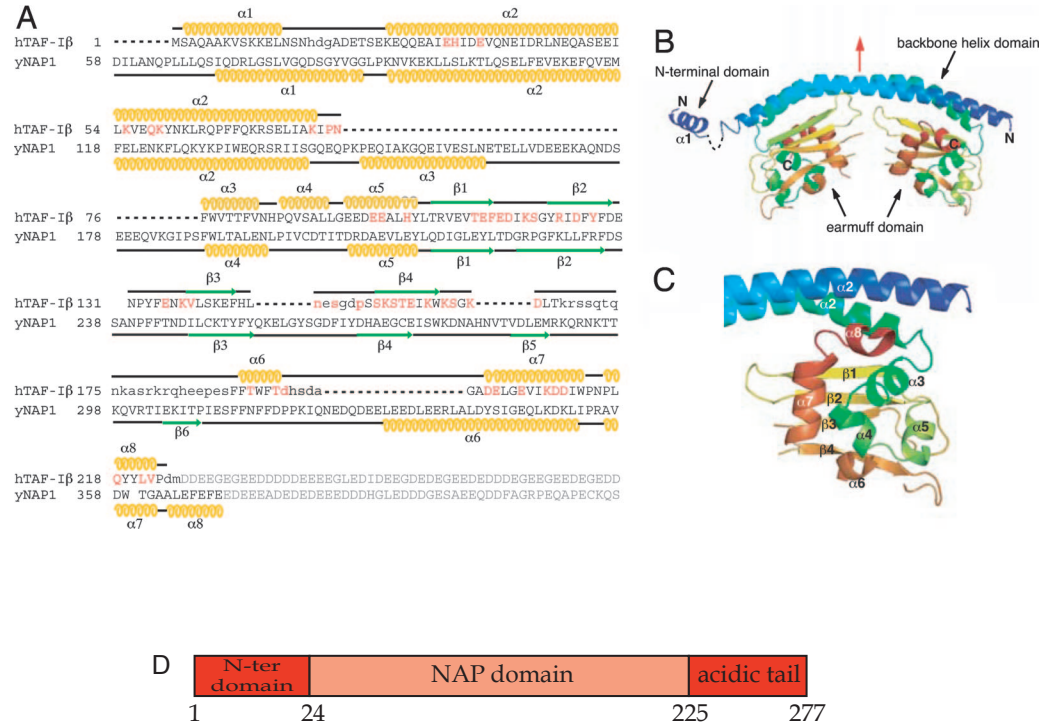 A
α1 α2
hTAF-Iβ 1 ---------MSAQAAKVSKKELNSNhdgADETSEKEQQEAIEHIDEVQNEIDRLNEQASEEI
yNAP1 58 DILANQPLLLQSIQDRLGSLVGQDSGYVGGLPKNVKEKLLSLKTLQSELFEVEKEFQVEM
α1 α2
α2
hTAF-Iβ 54 LKVEQKYNKLRQPFFQKRSELIAKIPN
yNAP1 118 FELENKFLQKYKPIWEQRSRIISGQEQPKPEQIAKGQEIVESLNETELLVDEEEKAQNDS
α2 α3
α3 α4 α5 β1 β2
hTAF-Iβ 76 ----------FWVTTFVNHPQVSALLGEEDEEALHYLTRVEVTEFEDIKSGYRIDFYFDE
yNAP1 178 EEEQVKGIPSFWLTALENLPIVCDTITDRDAEVLEYLQDIGLEYLTDGRPGFKLLFRFDS
α4 α5 β1 β2
β3 β4
hTAF-Iβ 131 NPYFENKVLSKEFHL-------nesgdpSSKSTEIKWKSGK------DLTKrssqtq
yNAP1 238 SANPFFTNDILCKTYFYQKELGYSGDFIYDHAEGCEISWKDNAHNVTVDLEMRKQRNKTT
β3 β4 β5
α6 α7
hTAF-Iβ 175 nkasrkrqheepesFFTWFTdhsda--------------GADELGEVIKDDIWPNPL
yNAP1 298 KQVRTIEKITPIESFFNFFDPPKIQNEDQDEELEEDLEERLALDYSIGEQLKDKLIPRAV
β6 α6
α8
hTAF-Iβ 218 QYYLVPdmDDEEGEGEEDDDDDEEEEGLEDIDEEGDEDEGEEDEDDDEGEEGEEDEGEDD
yNAP1 358 DW TGAALEFEFEEDEEEADEDEDEEEDDDHGLEDDDGESAEEQDDFAGRPEQAPECKQS
α7 α8
B
backbone helix domain
N-terminal domain
N
α1
N
C
C
earmuff domain
C
α2
α2
α8
β1
α3
α7
β2
β3
α4
α5
β4
α6
D
N-ter domain NAP domain acidic tail
1 24 225 277